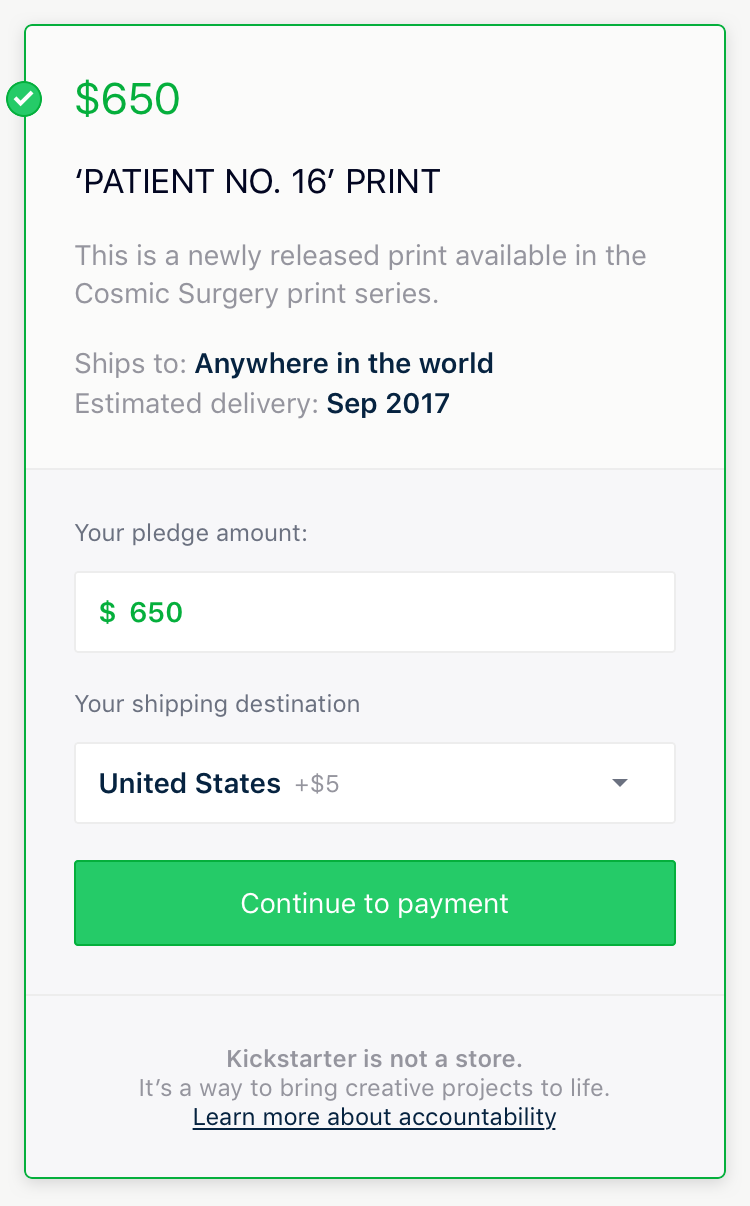 $650
‘PATIENT NO. 16’ PRINT
This is a newly released print available in the
Cosmic Surgery print series.
Ships to: Anywhere in the world
Estimated delivery: Sep 2017
Your pledge amount:
$ 650
Your shipping destination
United States +$5
Continue to payment
Kickstarter is not a store.
It’s a way to bring creative projects to life.
Learn more about accountability